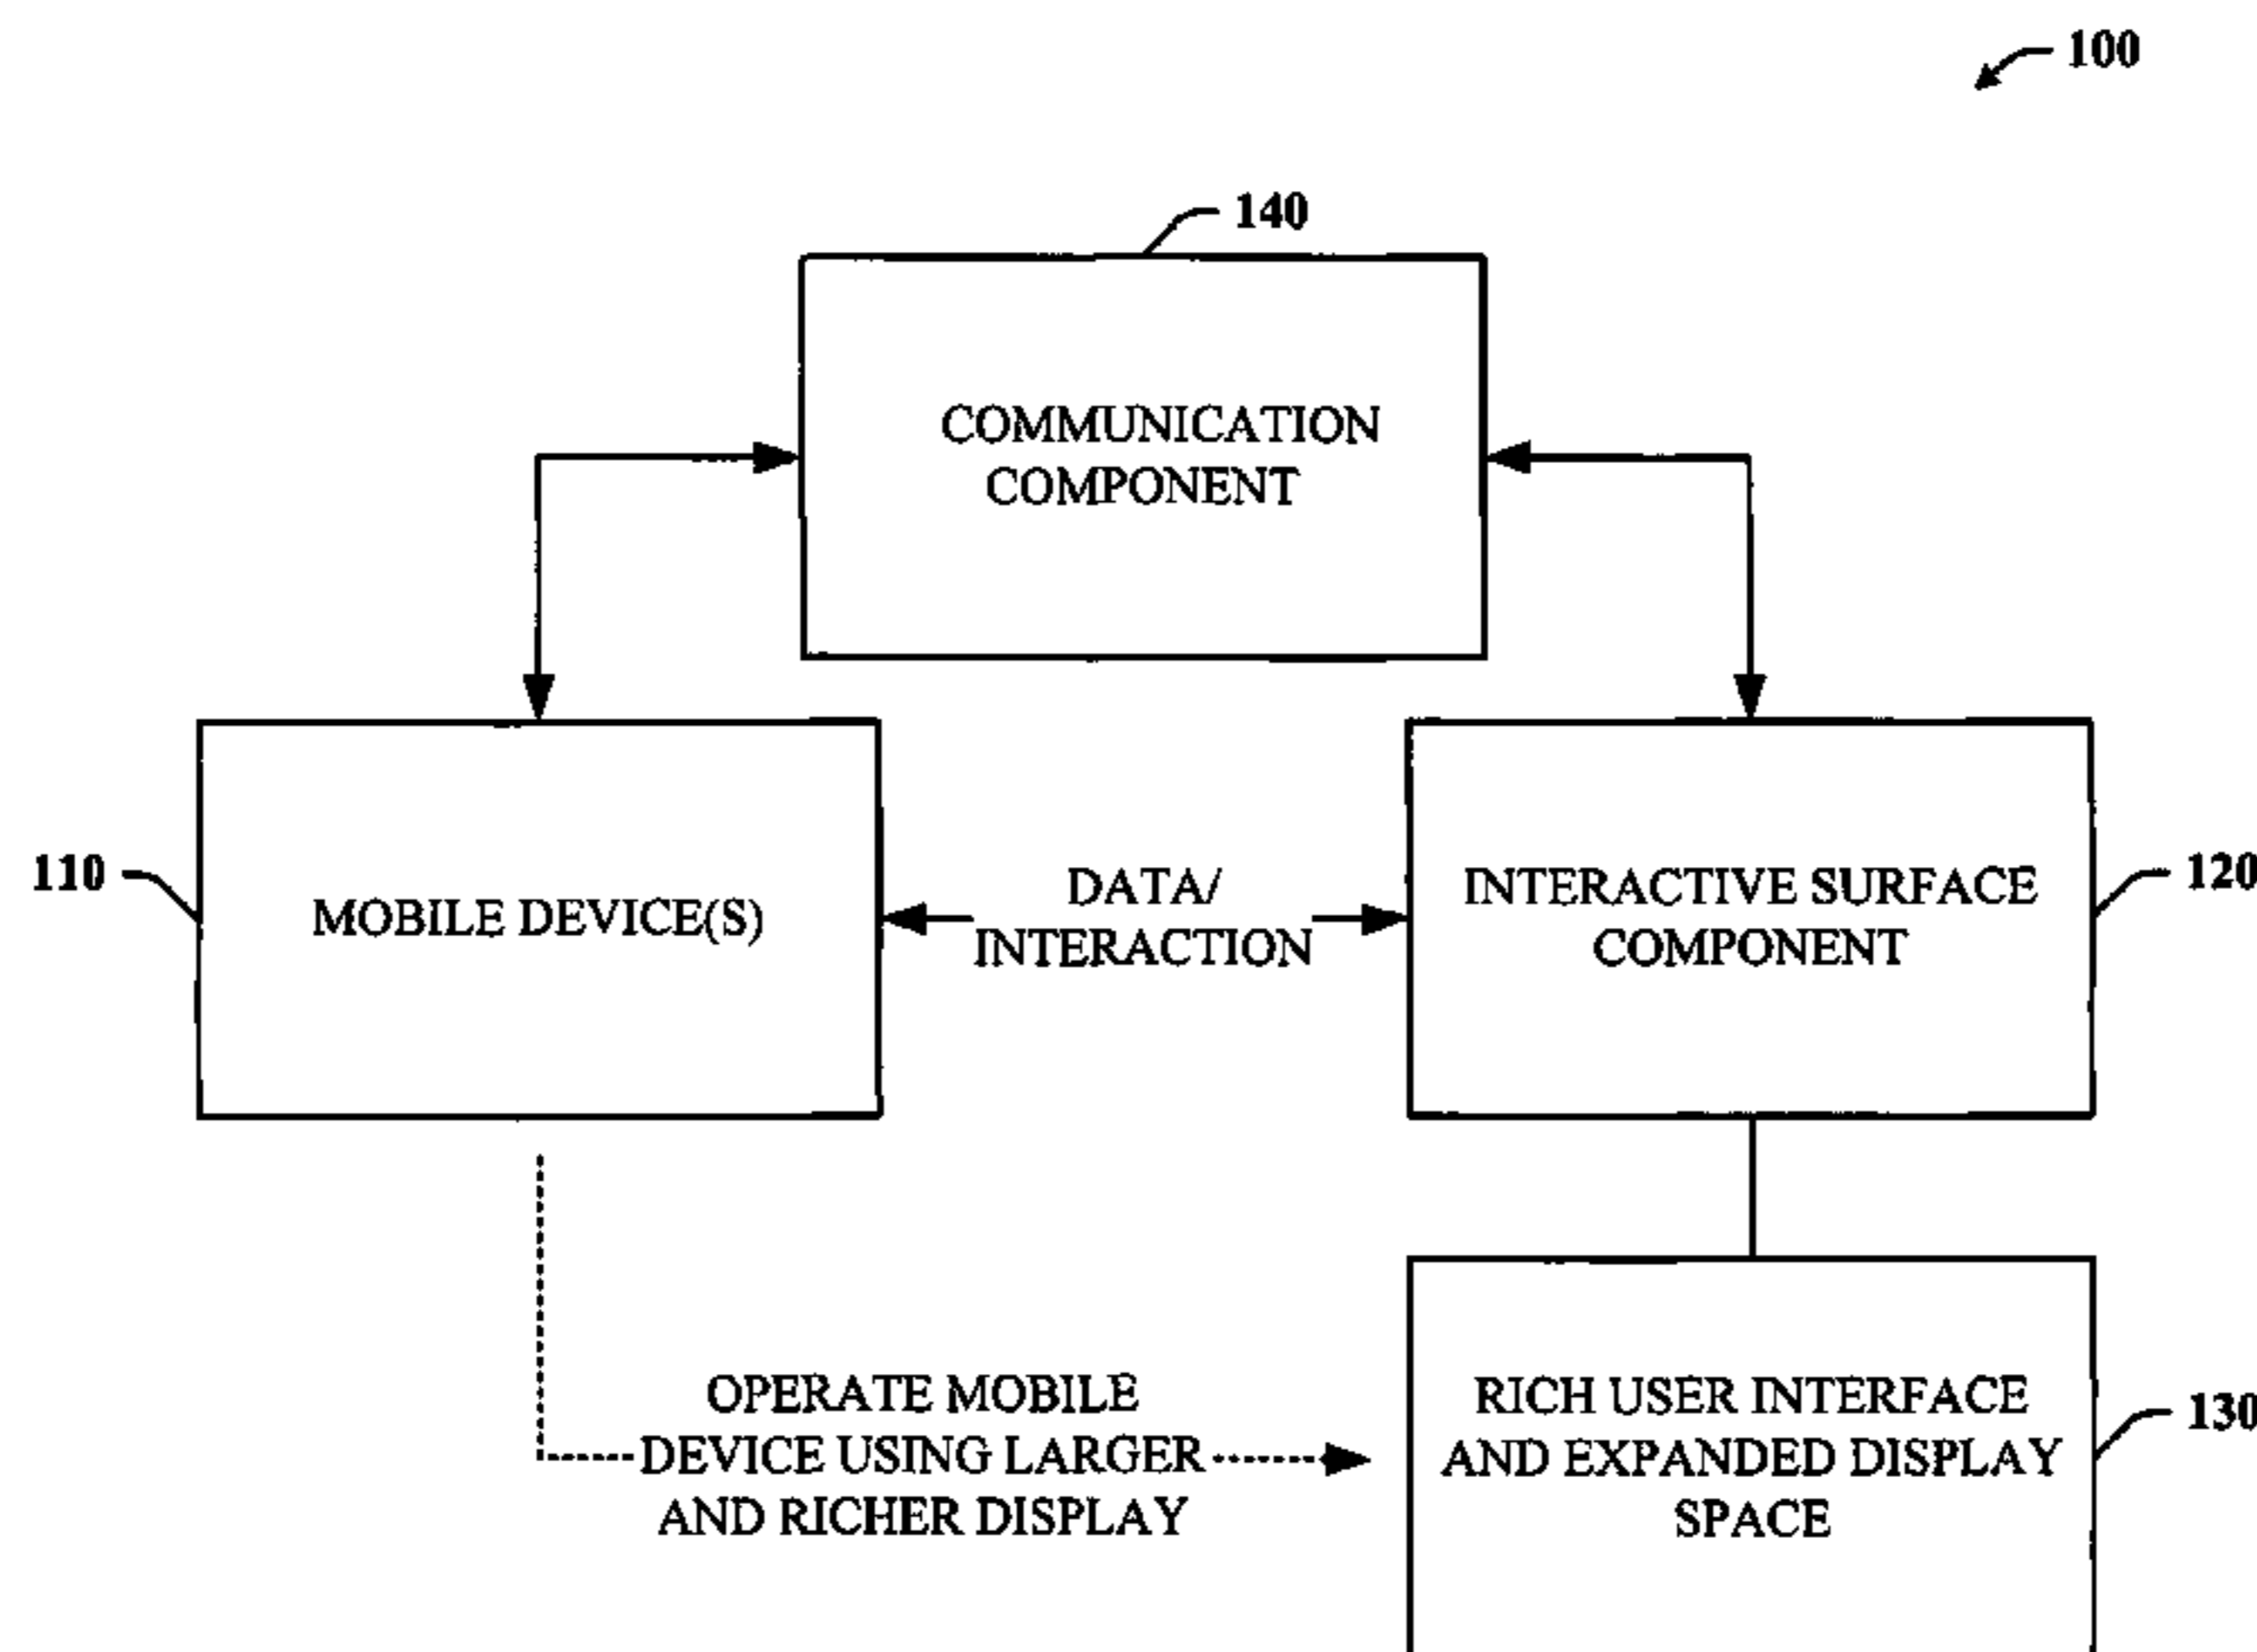 100
140
COMMUNICATION
COMPONENT
110
MOBILE DEVICE(S)
DATA/
INTERACTION
INTERACTIVE SURFACE
COMPONENT
120
OPERATE MOBILE
DEVICE USING LARGER
AND RICHER DISPLAY
RICH USER INTERFACE
AND EXPANDED DISPLAY
SPACE
130